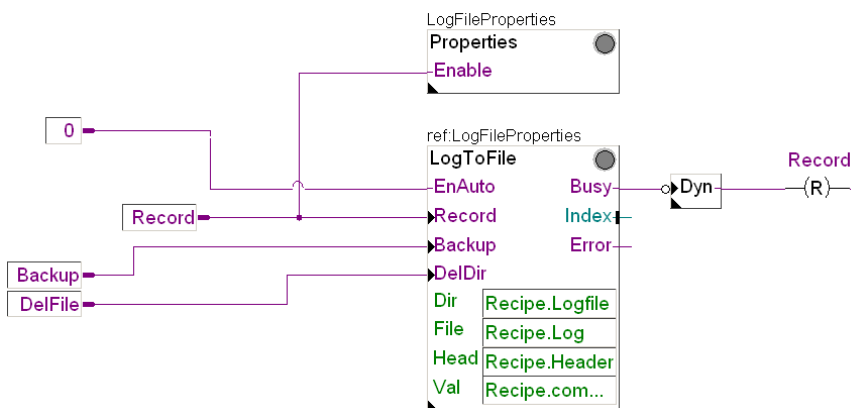 LogFileProperties
Properties
Enable
0
ref:LogFileProperties
LogToFile
EnAuto Busy Dyn (R)
Record
Record Record Index
Backup Error
Backup DelDir
DelFile
Dir Recipe.Logfile
File Recipe.Log
Head Recipe.Header
Val Recipe.com...